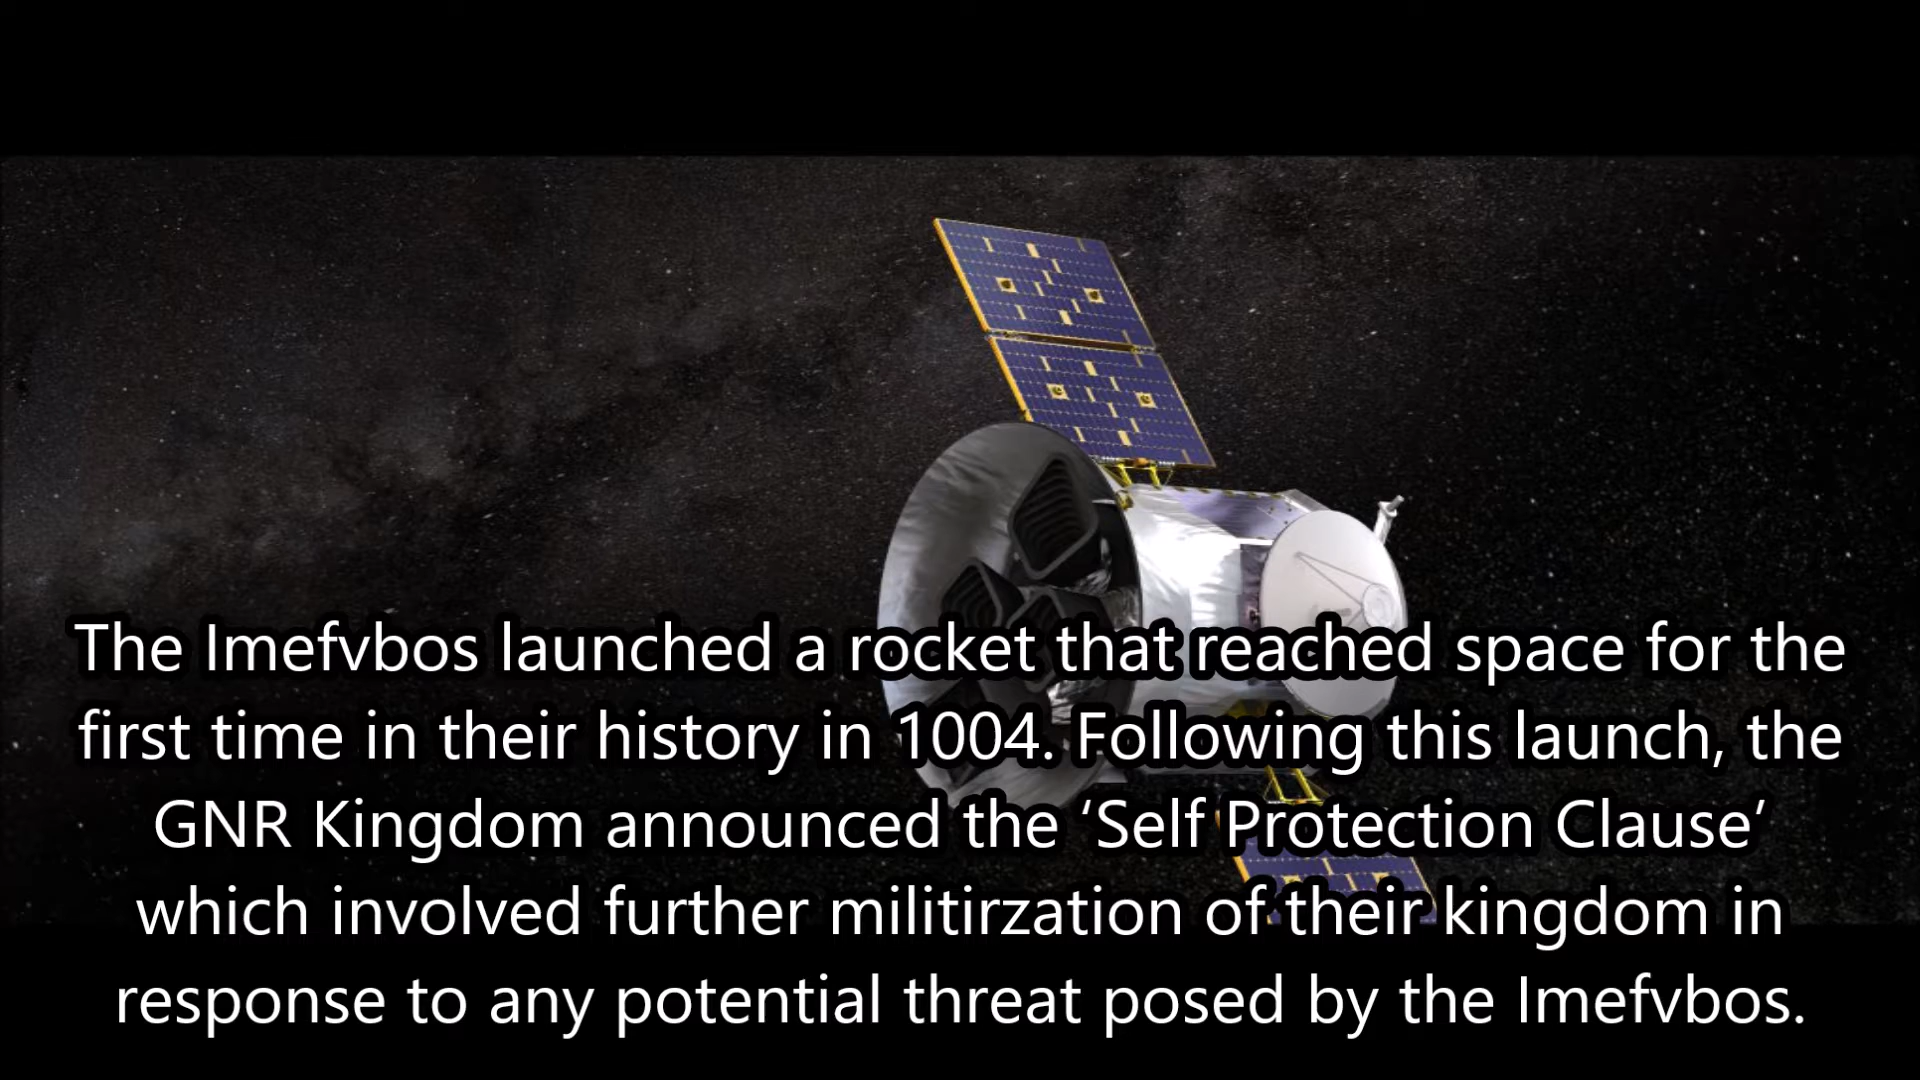 The Imefvbos launched a rocket that reached space for the
first time in their history in 1004. Following this launch, the
GNR Kingdom announced the ‘Self Protection Clause’
which involved further militirzation of their kingdom in
response to any potential threat posed by the Imefvbos.